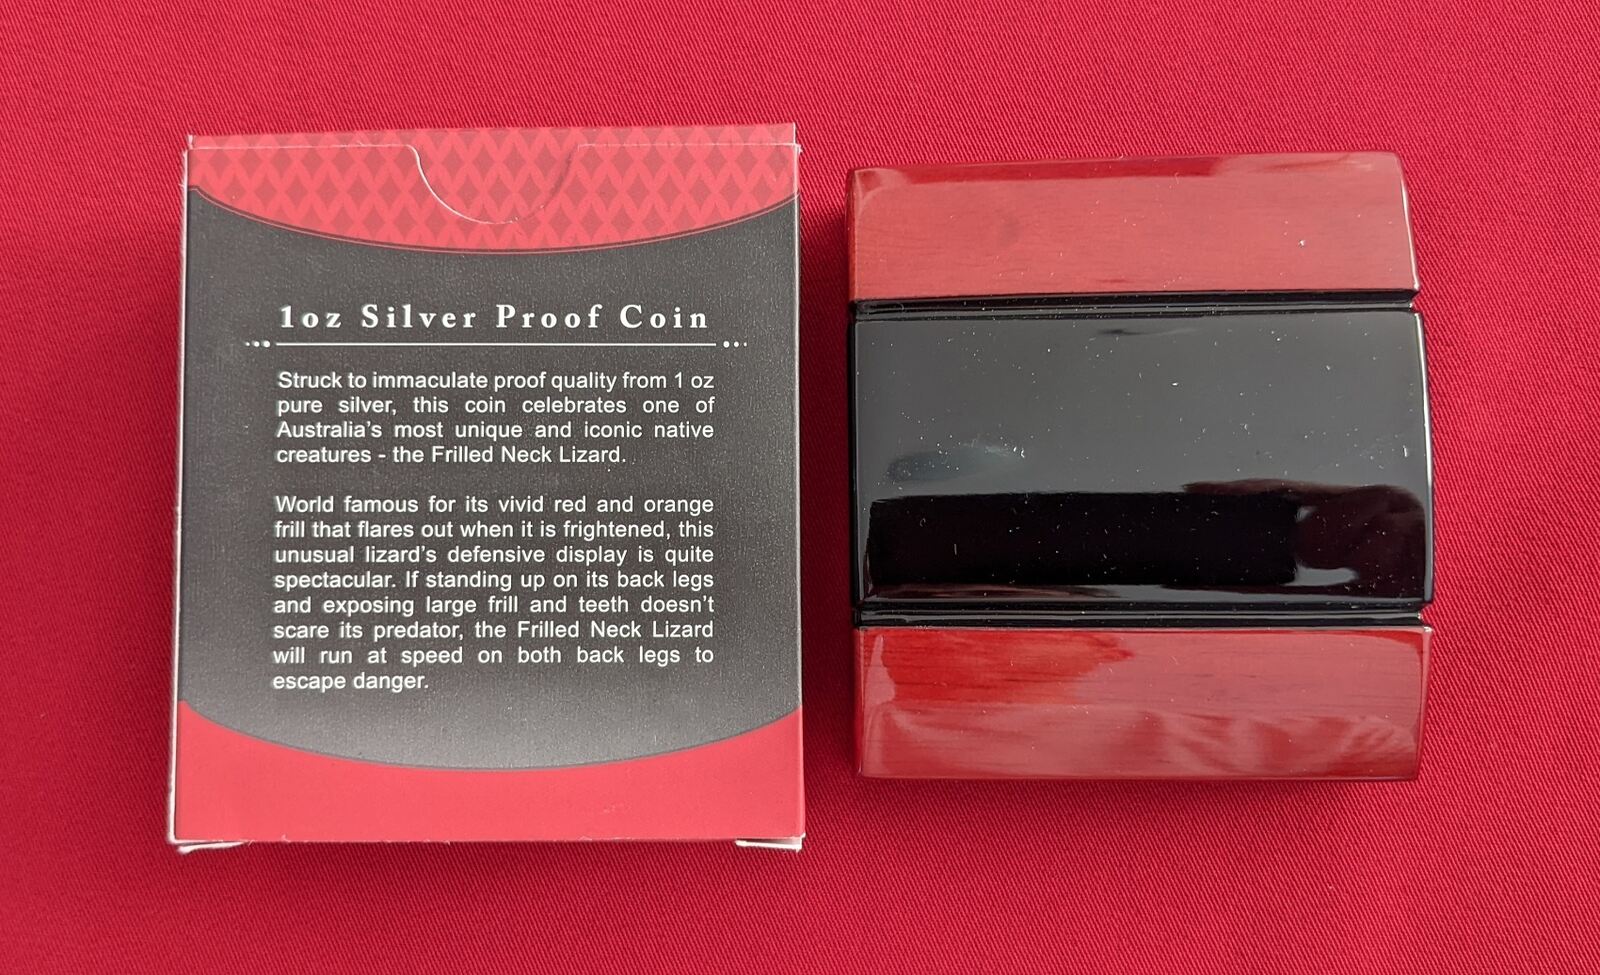 1oz Silver Proof Coin
Struck to immaculate proof quality from 1 oz
pure silver, this coin celebrates one of
Australia's most unique and iconic native
creatures - the Frilled Neck Lizard.
World famous for its vivid red and orange
frill that flares out when it is frightened, this
unusual lizard's defensive display is quite
spectacular. If standing up on its back legs
and exposing large frill and teeth doesn't
scare its predator, the Frilled Neck Lizard
will run at speed on both back legs to
escape danger.